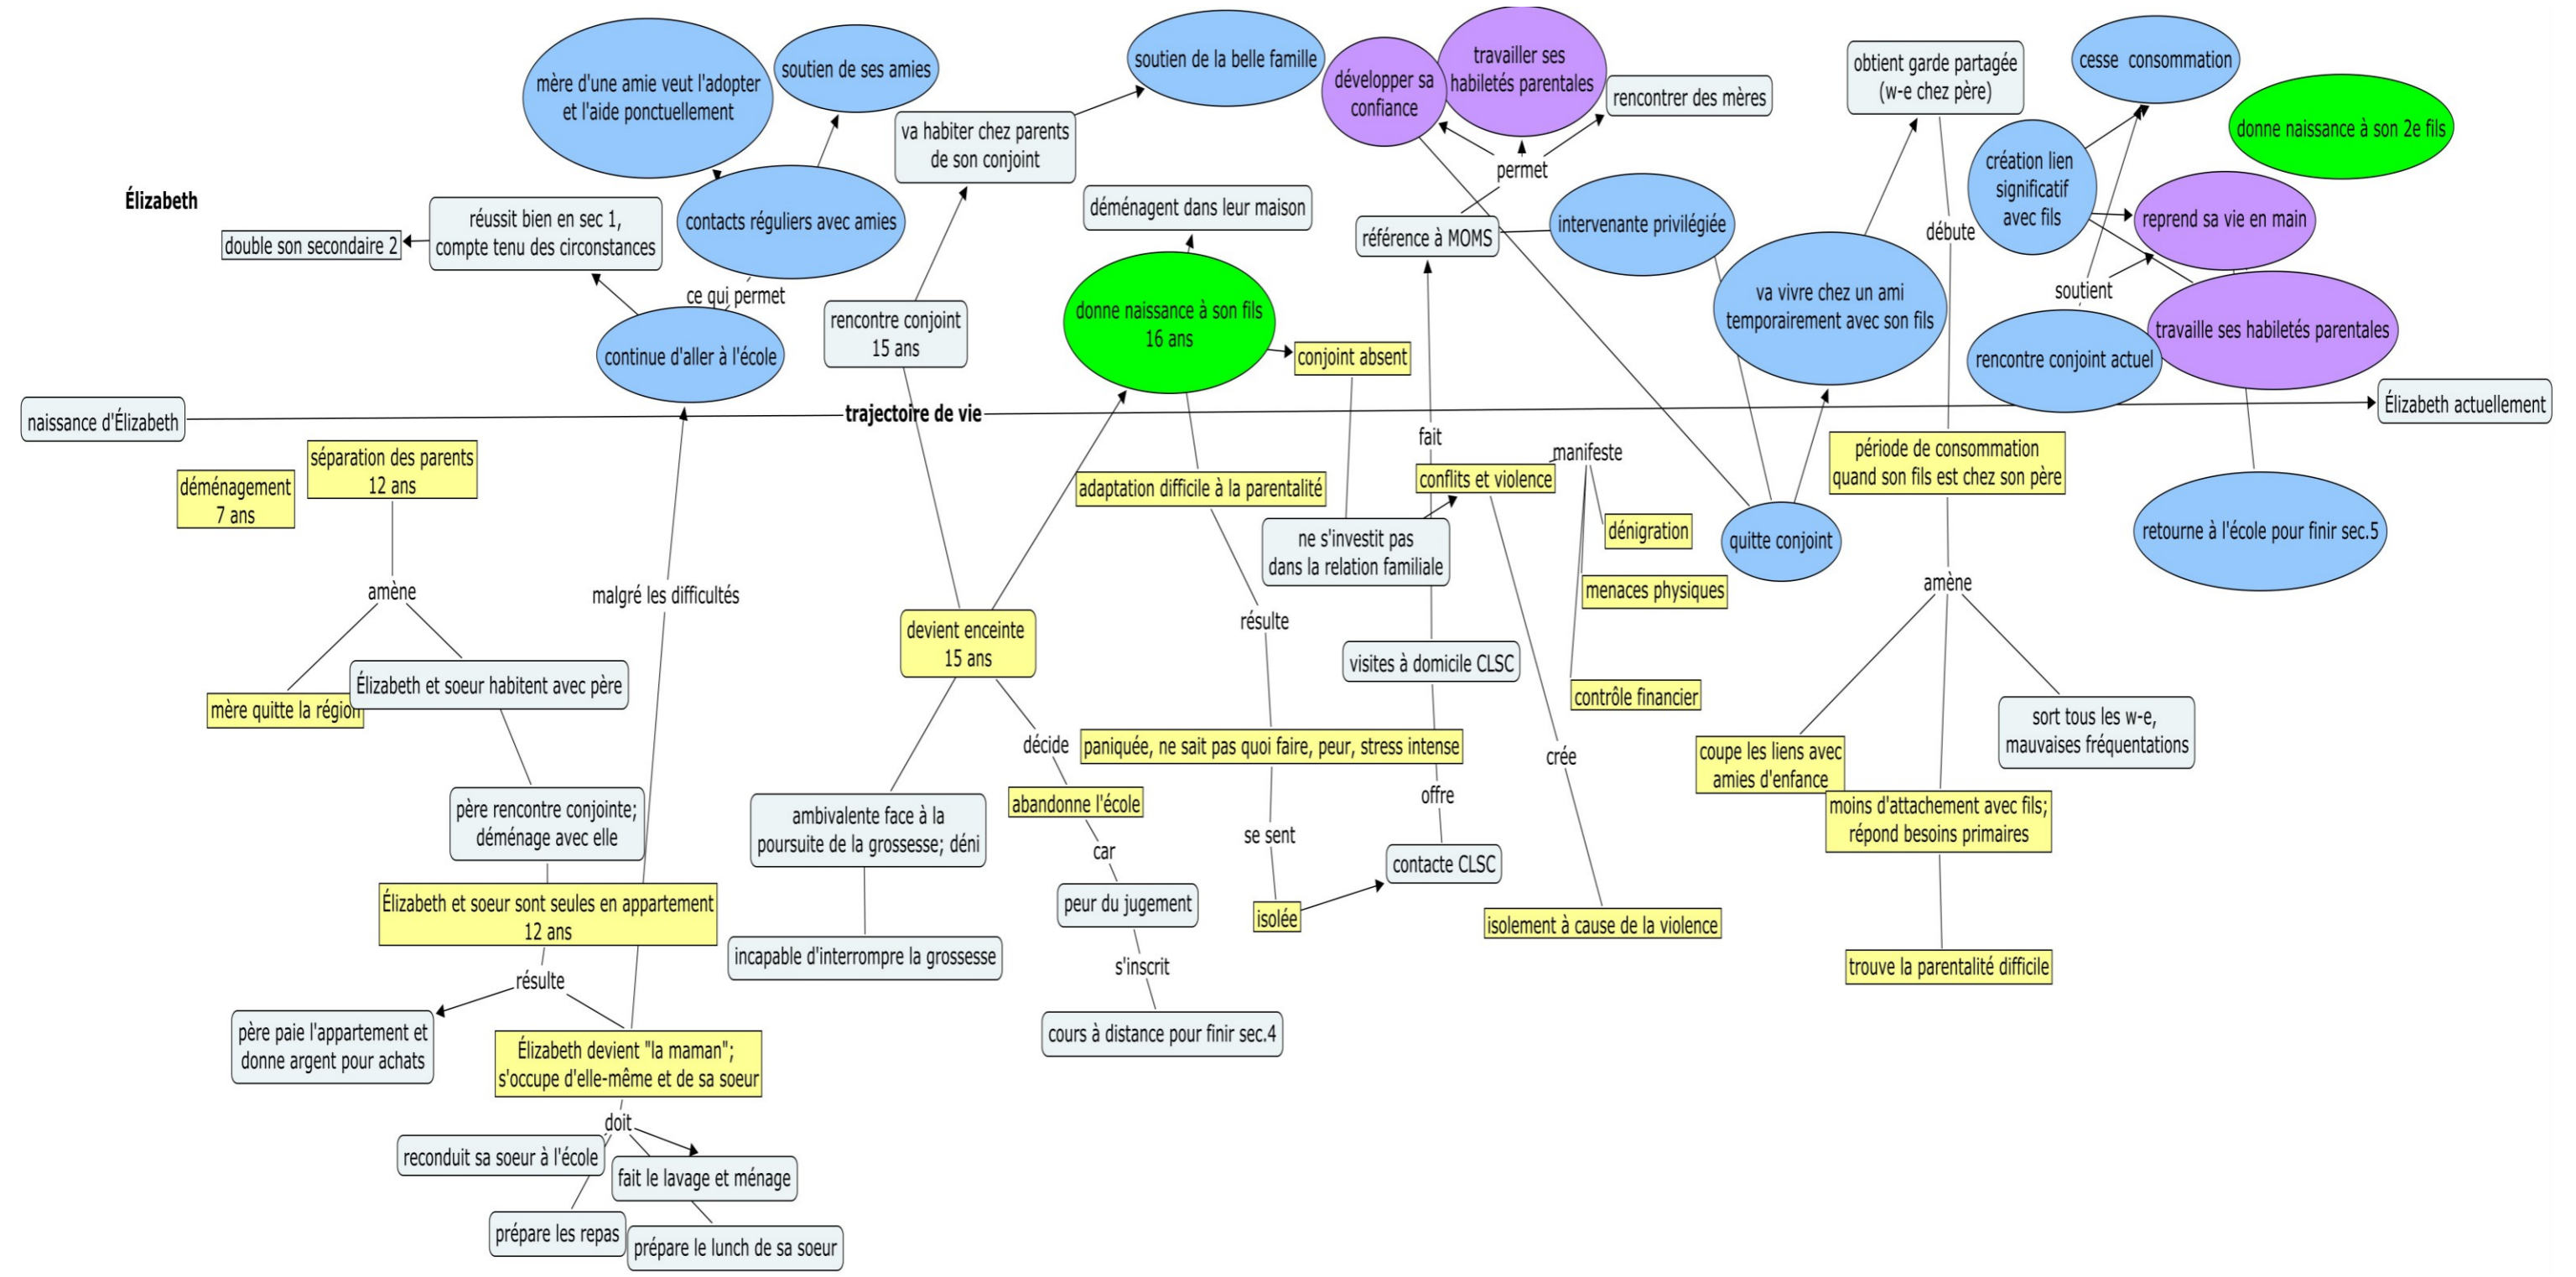 Élizabeth
mère d'une amie veut l'adopter
et l'aide ponctuellement
soutien de ses amies
contacts réguliers avec amies
ce qui permet
réussit bien en sec 1,
compte tenu des circonstances
double son secondaire 2
continue d'aller à l'école
va habiter chez parents
de son conjoint
soutien de la belle famille
rencontre conjoint
15 ans
déménagent dans leur maison
donne naissance à son fils
16 ans
conjoint absent
développer sa
confiance
travailler ses
habiletés parentales
rencontrer des mères
permet
référence à MOMS
intervenante privilégiée
va vivre chez un ami
temporairement avec son fils
obtient garde partagée
(w-e chez père)
débute
cesse  consommation
création lien
significatif
avec fils
donne naissance à son 2e fils
reprend sa vie en main
soutient
rencontre conjoint actuel
travaille ses habiletés parentales
naissance d'Élizabeth
trajectoire de vie
Élizabeth actuellement
déménagement
7 ans
séparation des parents
12 ans
amène
mère quitte la région
Élizabeth et soeur habitent avec père
père rencontre conjointe;
déménage avec elle
Élizabeth et soeur sont seules en appartement
12 ans
résulte
père paie l'appartement et
donne argent pour achats
Élizabeth devient "la maman";
s'occupe d'elle-même et de sa soeur
doit
reconduit sa soeur à l'école
fait le lavage et ménage
prépare les repas
prépare le lunch de sa soeur
malgré les difficultés
devient enceinte
15 ans
ambivalente face à la
poursuite de la grossesse; déni
incapable d'interrompre la grossesse
décide
abandonne l'école
car
peur du jugement
s'inscrit
cours à distance pour finir sec.4
adaptation difficile à la parentalité
résulte
paniquée, ne sait pas quoi faire, peur, stress intense
se sent
isolée
contacte CLSC
offre
visites à domicile CLSC
fait
ne s'investit pas
dans la relation familiale
conflits et violence
manifeste
dénigration
menaces physiques
contrôle financier
crée
isolement à cause de la violence
quitte conjoint
période de consommation
quand son fils est chez son père
amène
coupe les liens avec
amies d'enfance
moins d'attachement avec fils;
répond besoins primaires
trouve la parentalité difficile
sort tous les w-e,
mauvaises fréquentations
retourne à l'école pour finir sec.5